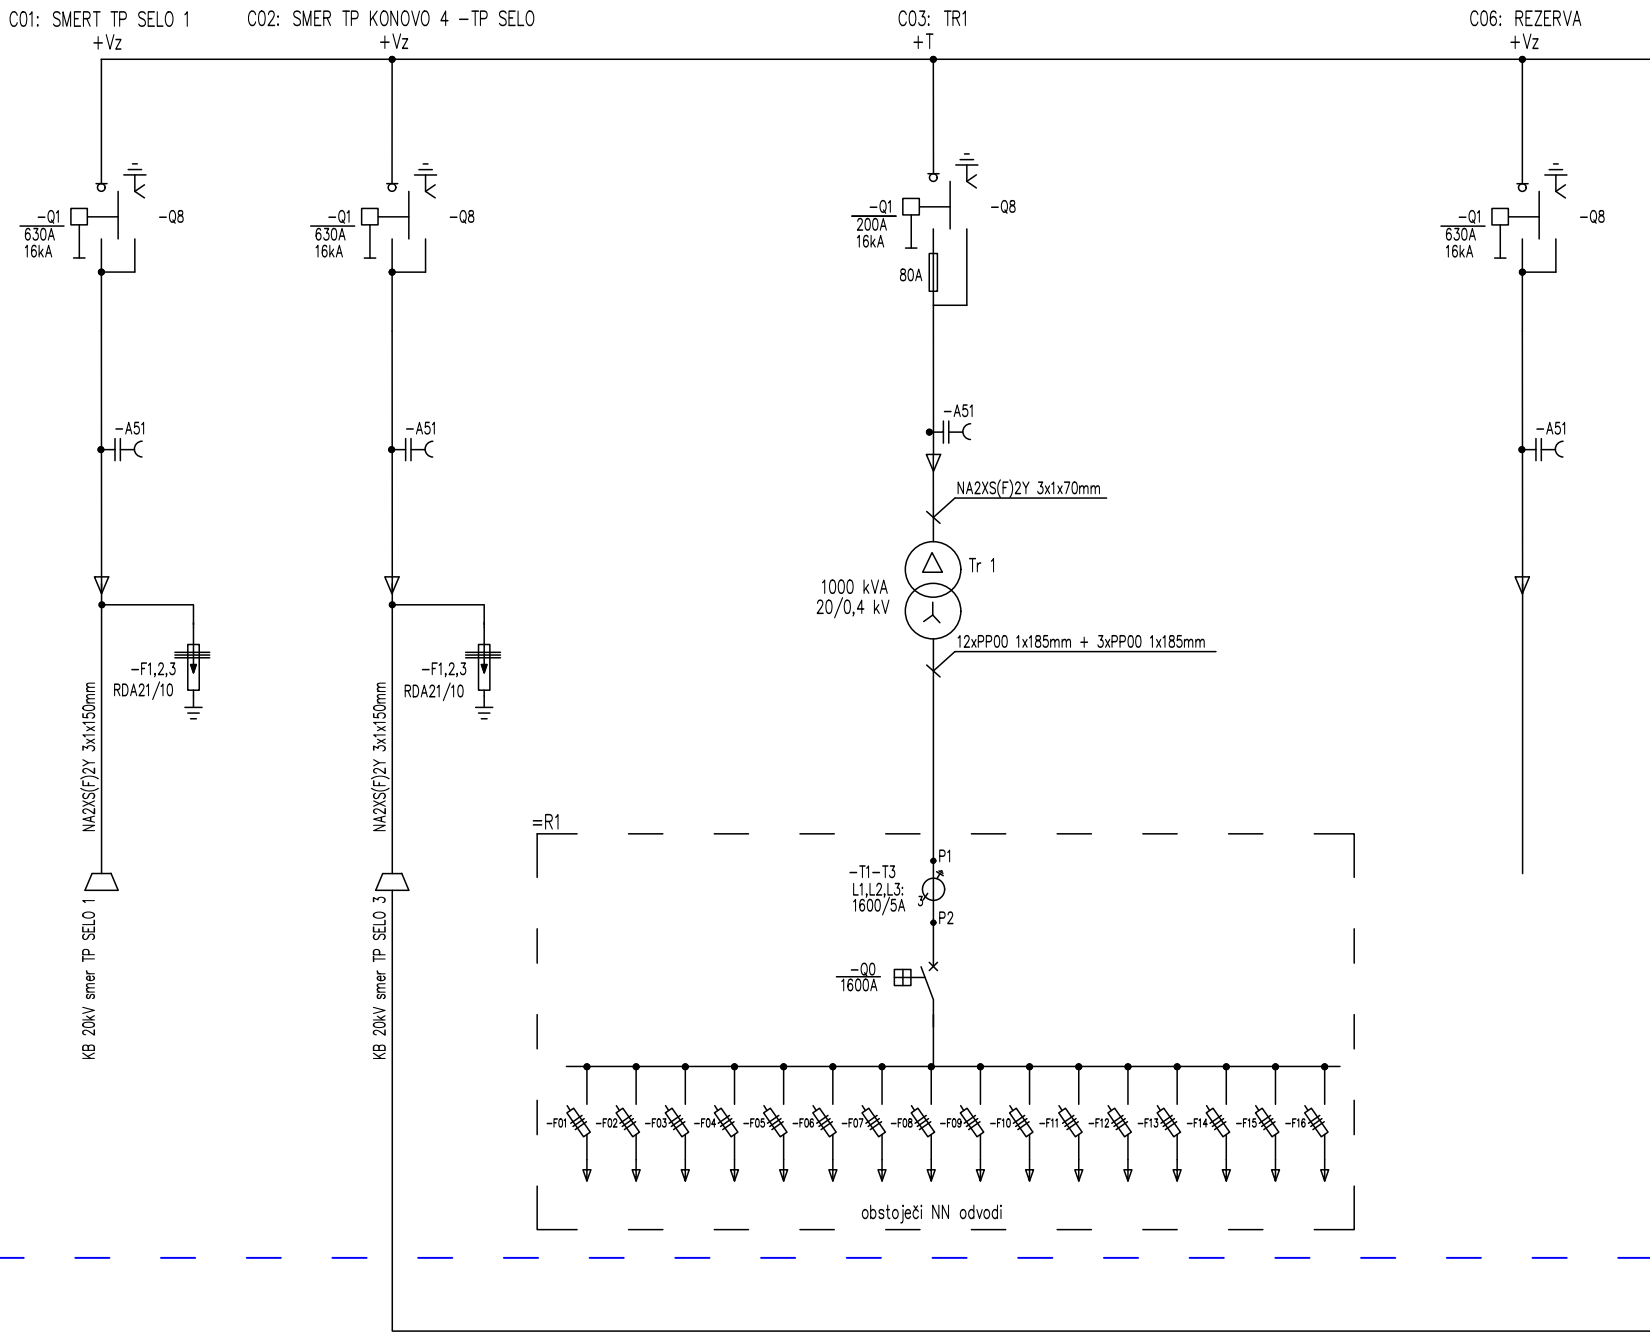 C01: SMERT TP SELO 1
+Vz
C02: SMER TP KONOVO 4 -TP SELO
+Vz
C03: TR1
+T
C06: REZERVA
+Vz
-Q1
630A
16kA
-Q8
-Q1
630A
16kA
-Q8
-Q1
200A
16kA
-Q8
80A
-Q1
630A
16kA
-Q8
-A51
-A51
-A51
-A51
NA2XS(F)2Y 3x1x70mm
Tr 1
1000 kVA
20/0,4 kV
12xPP00 1x185mm + 3xPP00 1x185mm
-F1,2,3
RDA21/10
-F1,2,3
RDA21/10
NA2XS(F)2Y 3x1x150mm
NA2XS(F)2Y 3x1x150mm
KB 20kV smer TP SELO 1
KB 20kV smer TP SELO 3
=R1
P1
-T1-T3
L1,L2,L3:
1600/5A
3
P2
-Q0
1600A
-F01
-F02
-F03
-F04
-F05
-F06
-F07
-F08
-F09
-F10
-F11
-F12
-F13
-F14
-F15
-F16
obstoječi NN odvodi